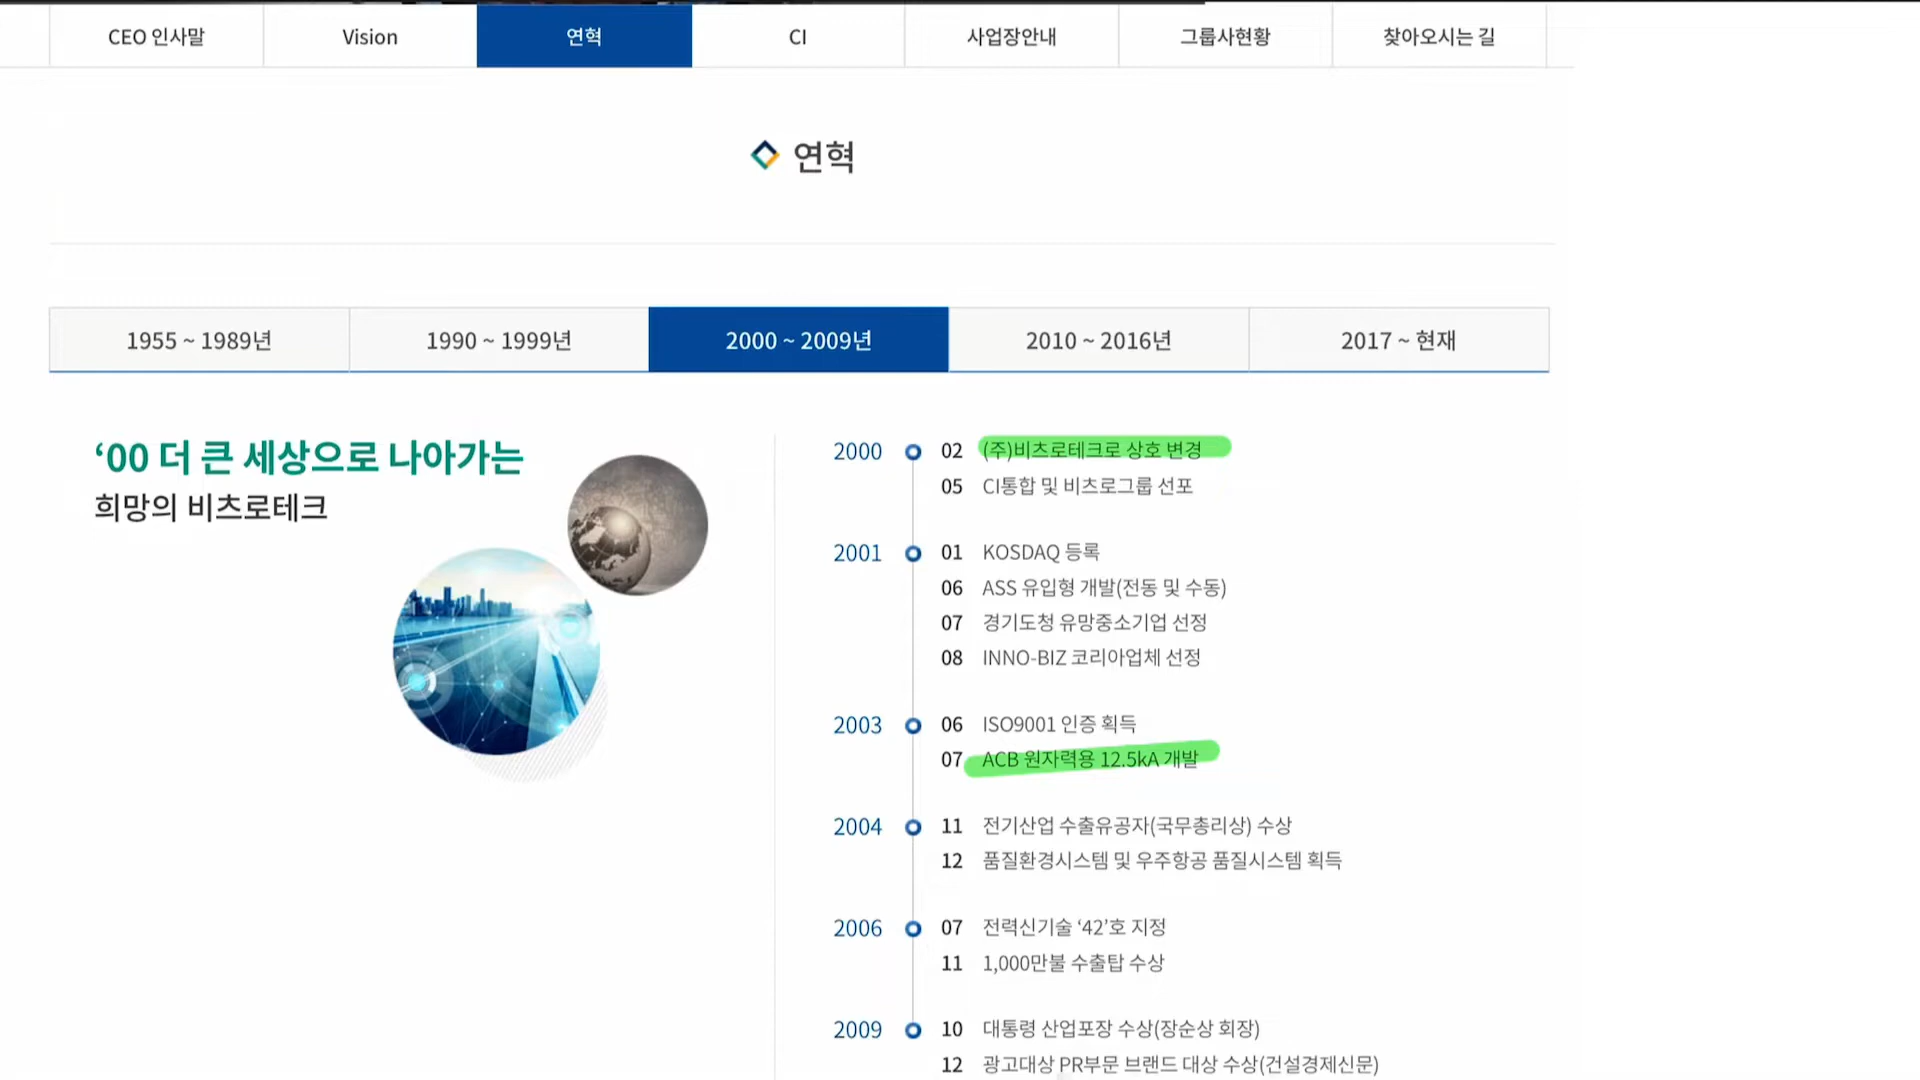 CEO 인사말
Vision
연혁
CI
사업장안내
그룹사현황
찾아오시는 길
연혁
1955 ~ 1989년
1990 ~ 1999년
2000 ~ 2009년
2010 ~ 2016년
2017 ~ 현재
‘00 더 큰 세상으로 나아가는
희망의 비츠로테크
2000 02 (주)비츠로테크로 상호 변경
05 CI통합 및 비츠로그룹 선포
2001 01 KOSDAQ 등록
06 ASS 유입형 개발(전동 및 수동)
07 경기도청 유망중소기업 선정
08 INNO-BIZ 코리아업체 선정
2003 06 ISO9001 인증 획득
07 ACB 원자력용 12.5kA 개발
2004 11 전기산업 수출유공자(국무총리상) 수상
12 품질환경시스템 및 우주항공 품질시스템 획득
2006 07 전력신기술 ‘42’호 지정
11 1,000만불 수출탑 수상
2009 10 대통령 산업포장 수상(장순상 회장)
12 광고대상 PR부문 브랜드 대상 수상(건설경제신문)